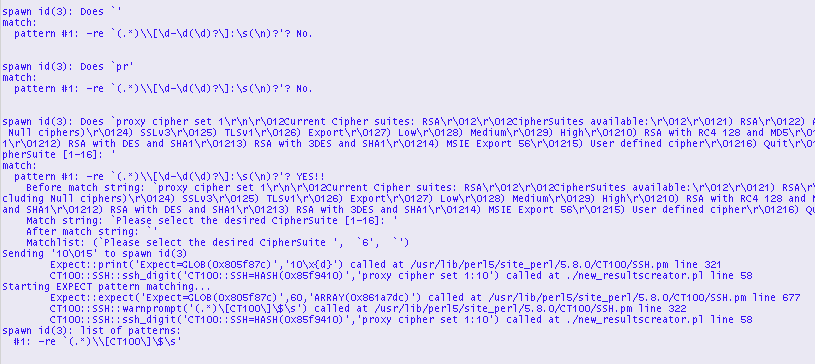 spawn id(3): Does `'
match:
pattern #1: -re `(.*)\\[\d-\d(\d)?\]:\s(\n)?'? No.
spawn id(3): Does `pr'
match:
pattern #1: -re `(.*)\\[\d-\d(\d)?\]:\s(\n)?'? No.
spawn id(3): Does `proxy cipher set 1\r\n\r\012Current Cipher suites: RSA\r\012\r\012CipherSuites available:\r\012\r\0121) RSA\r\0122) A
Null ciphers)\r\0124) SSLv3\r\0125) TLSv1\r\0126) Export\r\0127) Low\r\0128) Medium\r\0129) High\r\01210) RSA with RC4 128 and MD5\r\01
1\r\01212) RSA with DES and SHA1\r\01213) RSA with 3DES and SHA1\r\01214) MSIE Export 56\r\01215) User defined cipher\r\01216) Quit\r\0
pherSuite [1-16]: '
match:
pattern #1: -re `(.*)\\[\d-\d(\d)?\]:\s(\n)?'? YES!!
Before match string: `proxy cipher set 1\r\n\r\012Current Cipher suites: RSA\r\012\r\012CipherSuites available:\r\012\r\0121) RSA\r\
cluding Null ciphers)\r\0124) SSLv3\r\0125) TLSv1\r\0126) Export\r\0127) Low\r\0128) Medium\r\0129) High\r\01210) RSA with RC4 128 and M
and SHA1\r\01212) RSA with DES and SHA1\r\01213) RSA with 3DES and SHA1\r\01214) MSIE Export 56\r\01215) User defined cipher\r\01216) Qu
Match string: `Please select the desired CipherSuite [1-16]: '
After match string: `'
Matchlist: (`Please select the desired CipherSuite ', `6', `')
Sending '10\015' to spawn id(3)
Expect::print('Expect=GLOB(0x805f87c)','10\x{d}') called at /usr/lib/perl5/site_perl/5.8.0/CT100/SSH.pm line 321
CT100::SSH::ssh_digit('CT100::SSH=HASH(0x85f9410)','proxy cipher set 1:10') called at ./new_resultscreator.pl line 58
Starting EXPECT pattern matching...
Expect::expect('Expect=GLOB(0x805f87c)',60,'ARRAY(0x861a7dc)') called at /usr/lib/perl5/site_perl/5.8.0/CT100/SSH.pm line 677
CT100::SSH::warnprompt('(.*)\[CT100\]\$\s') called at /usr/lib/perl5/site_perl/5.8.0/CT100/SSH.pm line 322
CT100::SSH::ssh_digit('CT100::SSH=HASH(0x85f9410)','proxy cipher set 1:10') called at ./new_resultscreator.pl line 58
spawn id(3): list of patterns:
#1: -re `(.*)\\[CT100\]\$\s'